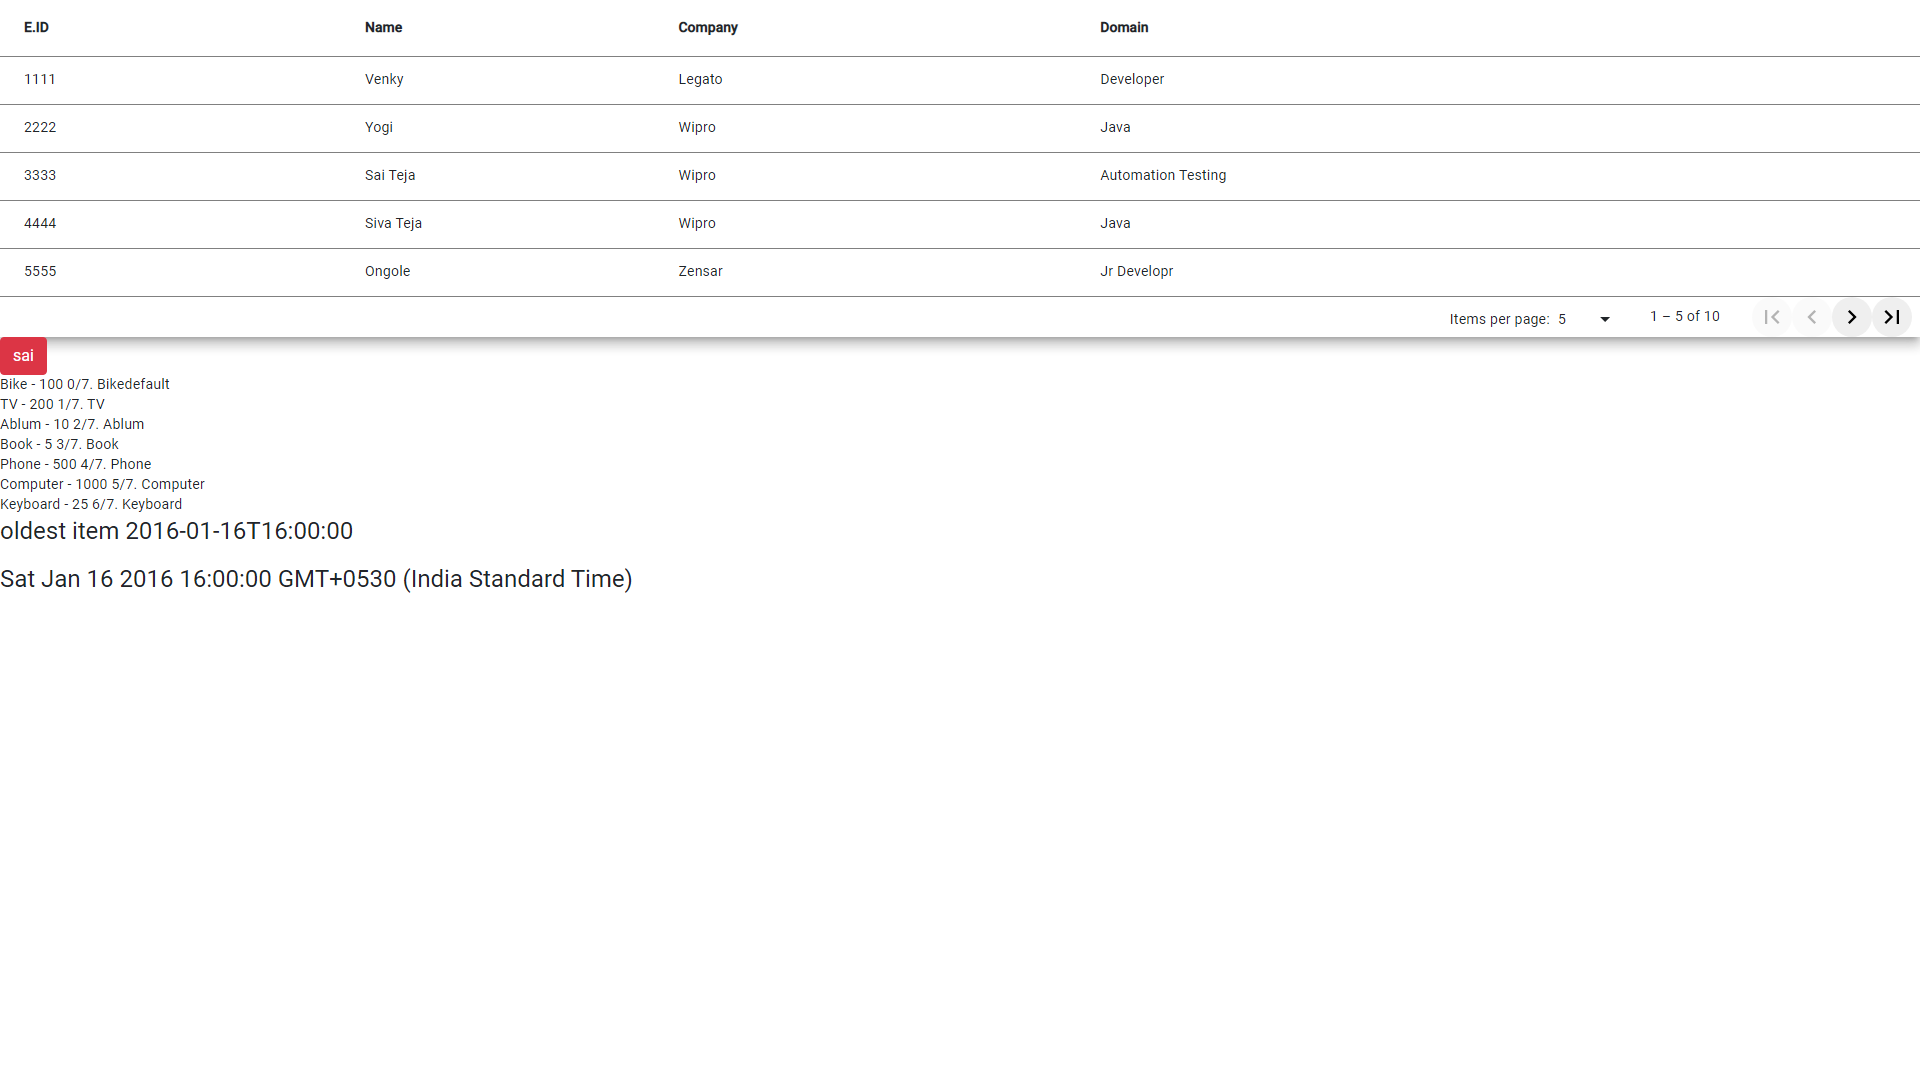 E.ID Name Company Domain
1111 Venky Legato Developer
2222 Yogi Wipro Java
3333 Sai Teja Wipro Automation Testing
4444 Siva Teja Wipro Java
5555 Ongole Zensar Jr Developr
Items per page: 5 1 – 5 of 10
sai
Bike - 100 0/7. Bikedefault
TV - 200 1/7. TV
Ablum - 10 2/7. Ablum
Book - 5 3/7. Book
Phone - 500 4/7. Phone
Computer - 1000 5/7. Computer
Keyboard - 25 6/7. Keyboard
oldest item 2016-01-16T16:00:00
Sat Jan 16 2016 16:00:00 GMT+0530 (India Standard Time)